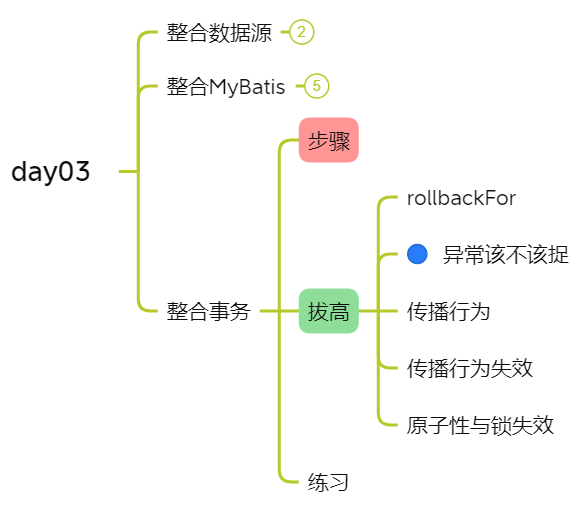 day03
整合数据源
2
整合MyBatis
5
整合事务
步骤
拔高
rollbackFor
异常该不该捉
传播行为
传播行为失效
原子性与锁失效
练习